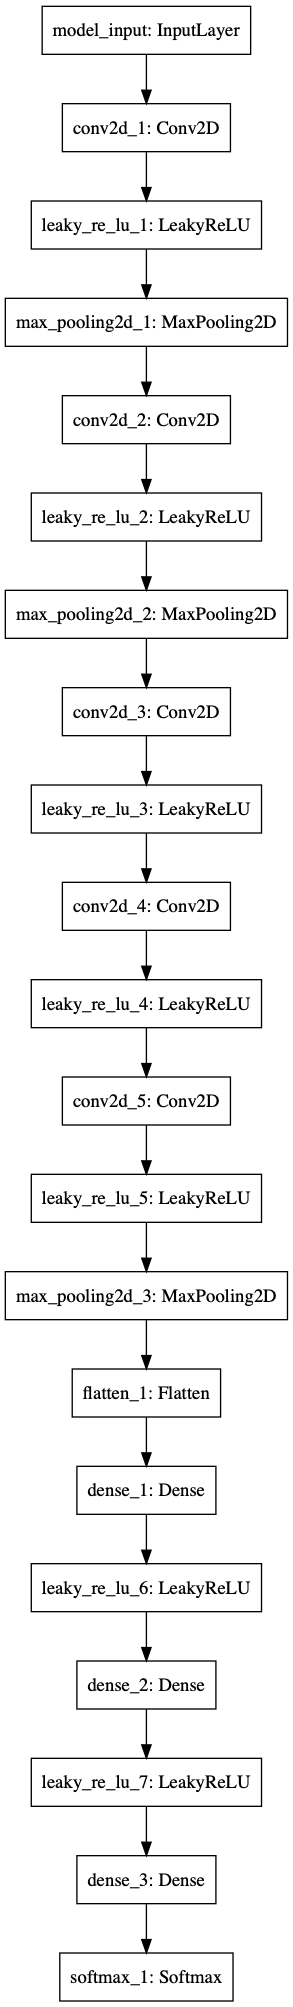 model_input: InputLayer
conv2d_1: Conv2D
leaky_re_lu_1: LeakyReLU
max_pooling2d_1: MaxPooling2D
conv2d_2: Conv2D
leaky_re_lu_2: LeakyReLU
max_pooling2d_2: MaxPooling2D
conv2d_3: Conv2D
leaky_re_lu_3: LeakyReLU
conv2d_4: Conv2D
leaky_re_lu_4: LeakyReLU
conv2d_5: Conv2D
leaky_re_lu_5: LeakyReLU
max_pooling2d_3: MaxPooling2D
flatten_1: Flatten
dense_1: Dense
leaky_re_lu_6: LeakyReLU
dense_2: Dense
leaky_re_lu_7: LeakyReLU
dense_3: Dense
softmax_1: Softmax